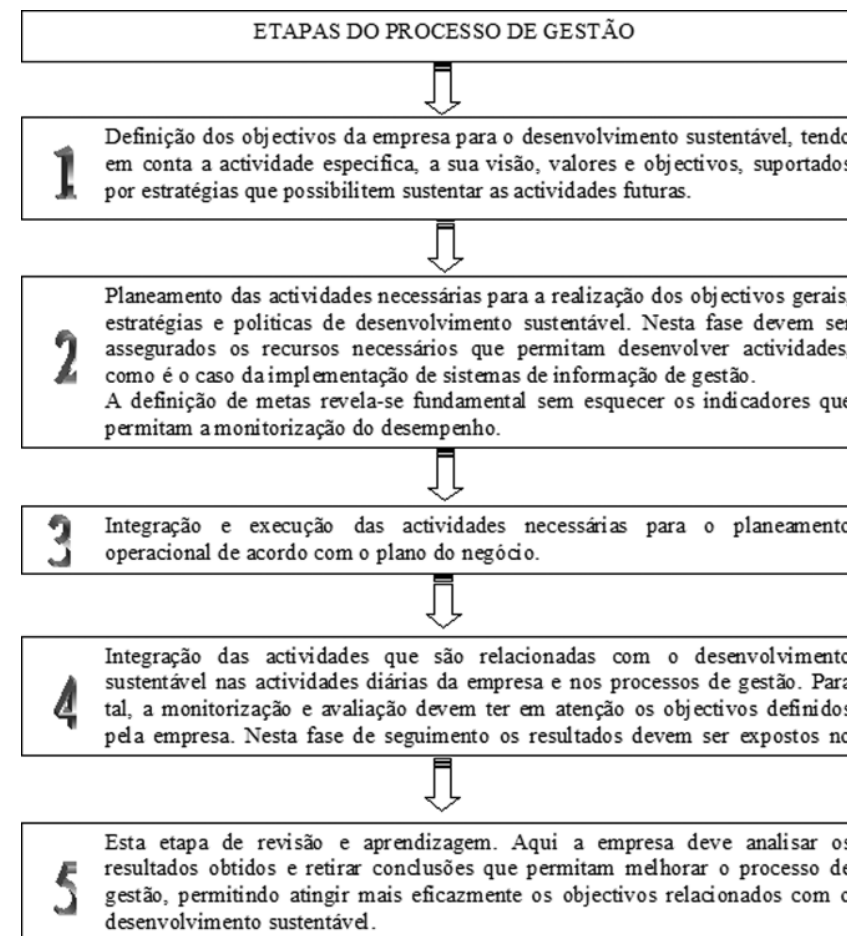 ETAPAS DO PROCESSO DE GESTÃO
1
Definição dos objectivos da empresa para o desenvolvimento sustentável, tendo
em conta a actividade especifica, a sua visão, valores e objectivos, suportados
por estratégias que possibilitem sustentar as actividades futuras.
2
Planeamento das actividades necessárias para a realização dos objectivos gerais,
estratégias e politicas de desenvolvimento sustentável. Nesta fase devem ser
assegurados os recursos necessários que permitam desenvolver actividades,
como é o caso da implementação de sistemas de informação de gestão.
A definição de metas revela-se fundamental sem esquecer os indicadores que
permitam a monitorização do desempenho.
3
Integração e execução das actividades necessárias para o planeamento
operacional de acordo com o plano do negócio.
4
Integração das actividades que são relacionadas com o desenvolvimento
sustentável nas actividades diárias da empresa e nos processos de gestão. Para
tal, a monitorização e avaliação devem ter em atenção os objectivos definidos
pela empresa. Nesta fase de seguimento os resultados devem ser expostos no
5
Esta etapa de revisão e aprendizagem. Aqui a empresa deve analisar os
resultados obtidos e retirar conclusões que permitam melhorar o processo de
gestão, permitindo atingir mais eficazmente os objectivos relacionados com o
desenvolvimento sustentável.